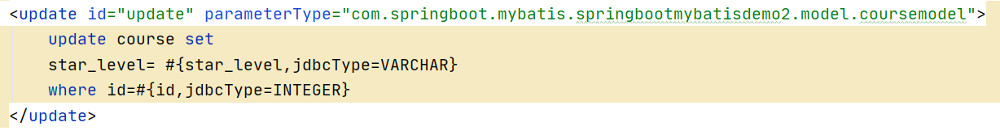 <update id="update" parameterType="com.springboot.mybatis.springbootmybatisdemo2.model.coursemodel">
update course set
star_level= #{star_level,jdbcType=VARCHAR}
where id=#{id,jdbcType=INTEGER}
</update>